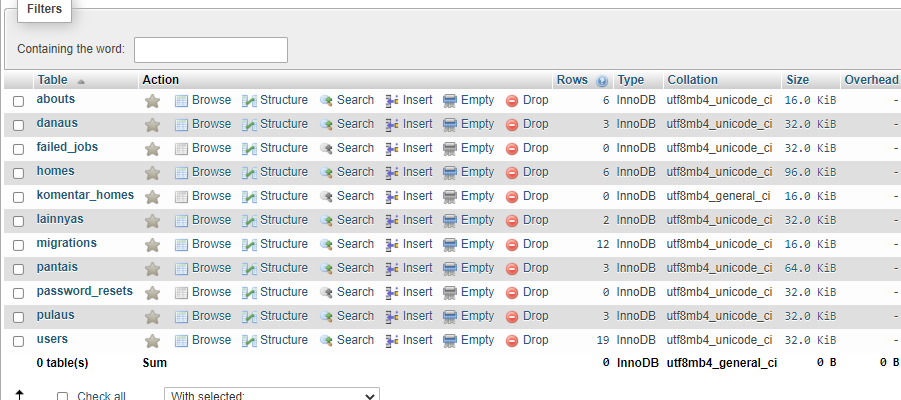 Filters
Containing the word:
Table Action Rows Type Collation Size Overhead
abouts Browse Structure Search Insert Empty Drop 6 InnoDB utf8mb4_unicode_ci 16.0 KiB -
danaus Browse Structure Search Insert Empty Drop 3 InnoDB utf8mb4_unicode_ci 32.0 KiB -
failed_jobs Browse Structure Search Insert Empty Drop 0 InnoDB utf8mb4_unicode_ci 32.0 KiB -
homes Browse Structure Search Insert Empty Drop 6 InnoDB utf8mb4_unicode_ci 96.0 KiB -
komentar_homes Browse Structure Search Insert Empty Drop 0 InnoDB utf8mb4_general_ci 16.0 KiB -
lainnyas Browse Structure Search Insert Empty Drop 2 InnoDB utf8mb4_unicode_ci 32.0 KiB -
migrations Browse Structure Search Insert Empty Drop 12 InnoDB utf8mb4_unicode_ci 16.0 KiB -
pantais Browse Structure Search Insert Empty Drop 3 InnoDB utf8mb4_unicode_ci 64.0 KiB -
password_resets Browse Structure Search Insert Empty Drop 0 InnoDB utf8mb4_unicode_ci 32.0 KiB -
pulaus Browse Structure Search Insert Empty Drop 3 InnoDB utf8mb4_unicode_ci 32.0 KiB -
users Browse Structure Search Insert Empty Drop 19 InnoDB utf8mb4_unicode_ci 32.0 KiB -
0 table(s) Sum 0 InnoDB utf8mb4_general_ci 0 B 0 B
Check all With selected: